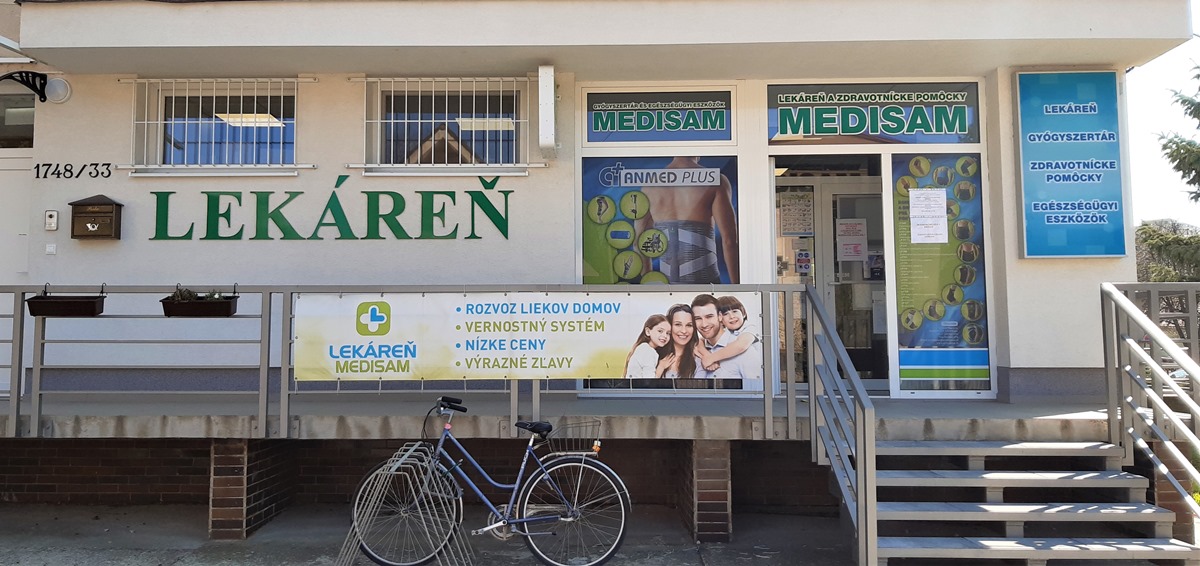 1748/33
LEKÁREŇ
GYÓGYSZERTÁR ÉS EGÉSZSÉGÜGYI ESZKÖZÖK
MEDISAM
LEKÁREŇ A ZDRAVOTNÍCKE POMÔCKY
MEDISAM
ANMED PLUS
LEKÁREŇ
GYÓGYSZERTÁR
ZDRAVOTNÍCKE
POMÔCKY
EGÉSZSÉGÜGYI
ESZKÖZÖK
LEKÁREŇ
MEDISAM
• ROZVOZ LIEKOV DOMOV
• VERNOSTNÝ SYSTÉM
• NÍZKE CENY
• VÝRAZNÉ ZĽAVY